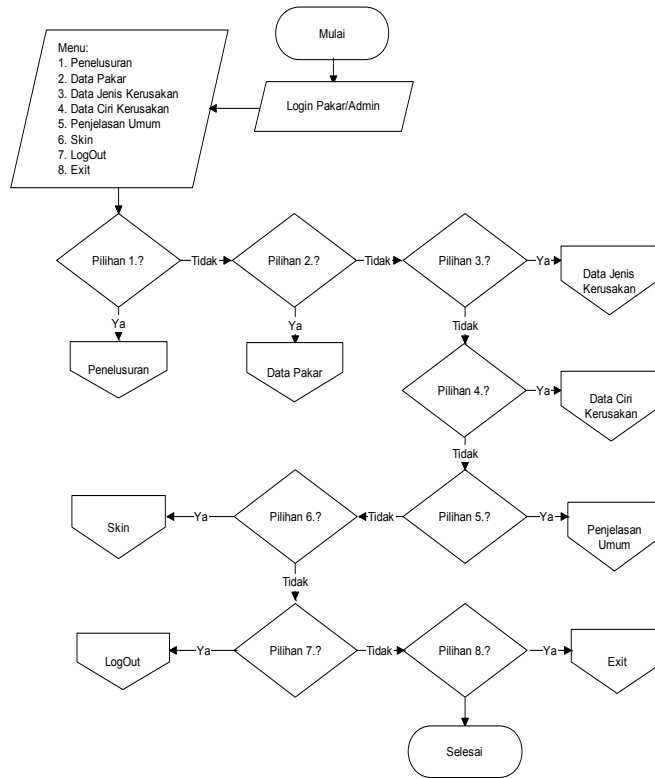 Mulai
Login Pakar/Admin
Menu:
1. Penelusuran
2. Data Pakar
3. Data Jenis Kerusakan
4. Data Ciri Kerusakan
5. Penjelasan Umum
6. Skin
7. LogOut
8. Exit
Pilihan 1.?
Tidak
Pilihan 2.?
Tidak
Pilihan 3.?
Ya
Data Jenis
Kerusakan
Ya
Ya
Tidak
Penelusuran
Data Pakar
Pilihan 4.?
Ya
Data Ciri
Kerusakan
Tidak
Skin
Ya
Pilihan 6.?
Tidak
Pilihan 5.?
Ya
Penjelasan
Umum
Tidak
LogOut
Ya
Pilihan 7.?
Tidak
Pilihan 8.?
Ya
Exit
Selesai